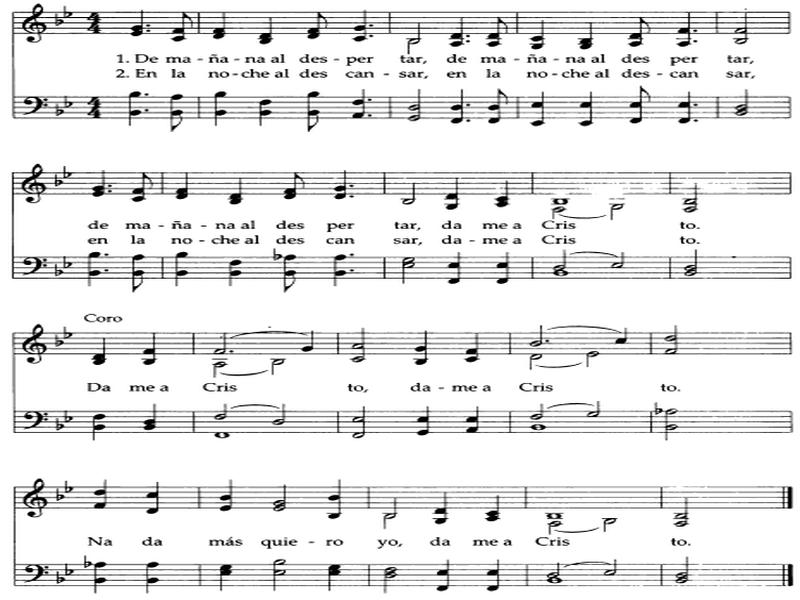 1. De ma - ña - na al des - per tar, de ma - ña - na al des per tar,
2. En la no - che al des can - sar, en la no - che al des - can sar,
de ma - ña - na al des per tar, da me a Cris to.
en la no - che al des can sar, da - me a Cris to.
Coro
Da me a Cris to, da - me a Cris to.
Na da más quie - ro yo, da me a Cris to.